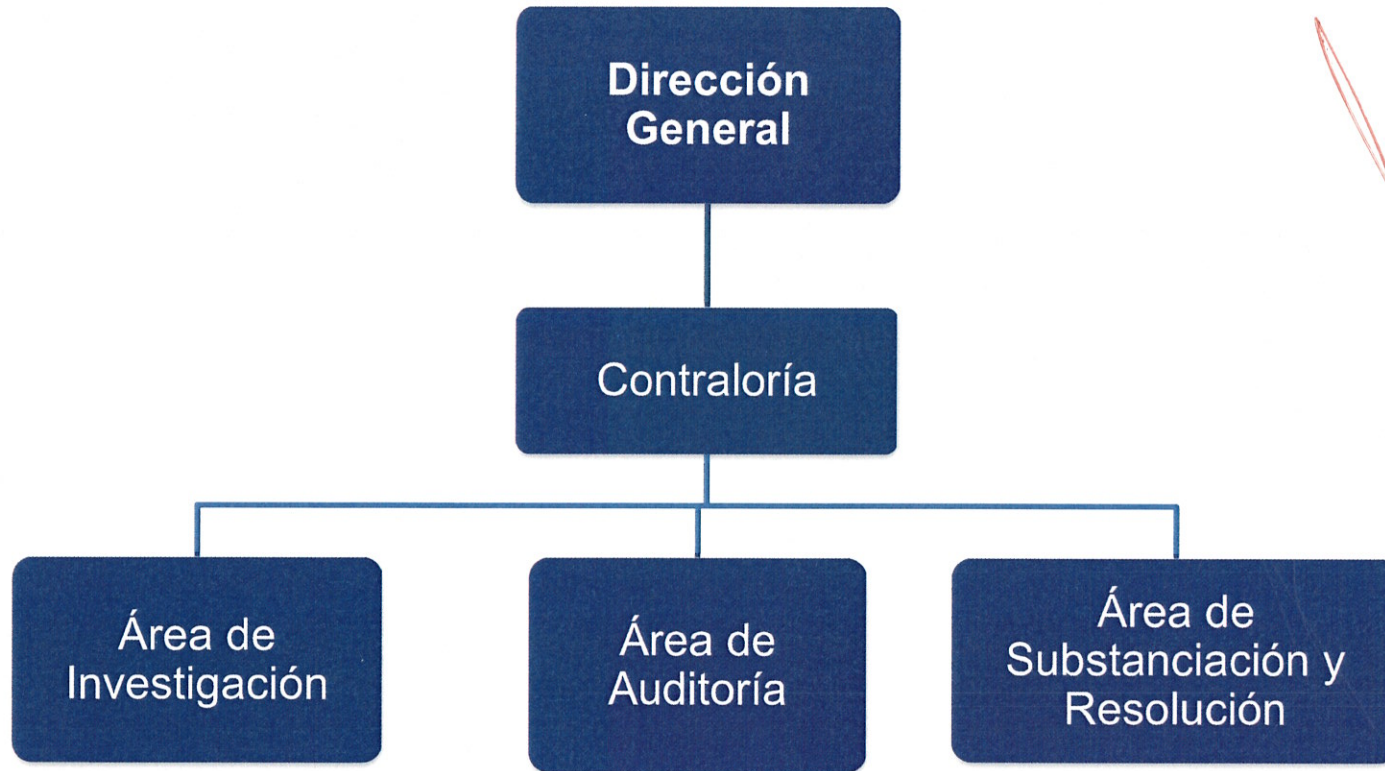 Dirección
General
Contraloría
Área de
Investigación
Área de
Auditoría
Área de
Substanciación y
Resolución